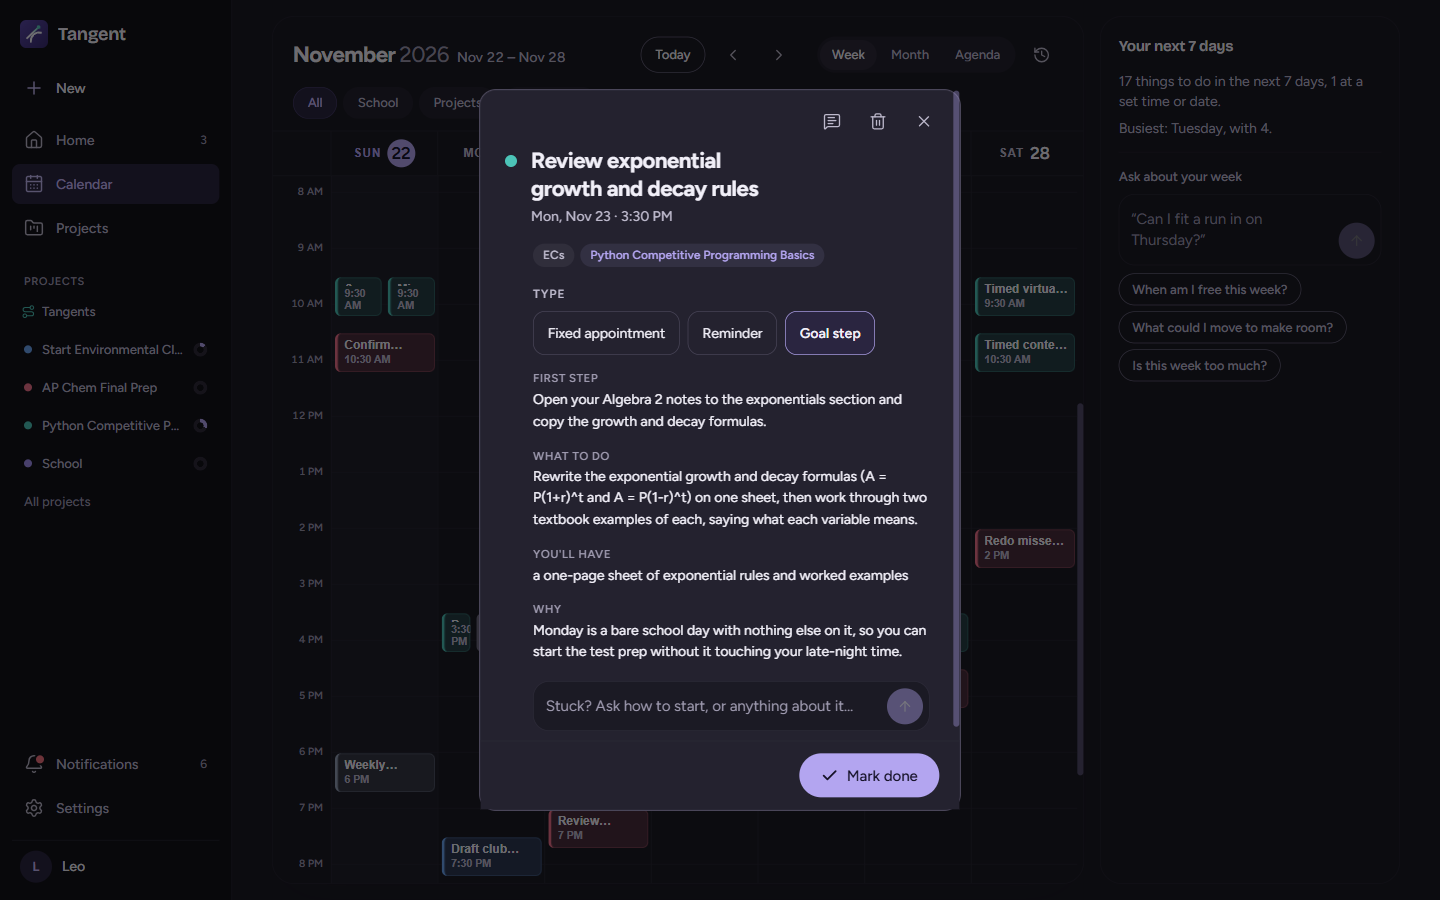 Tangent
New
Home 3
Calendar
Projects
PROJECTS
Tangents
Start Environmental Cl...
AP Chem Final Prep
Python Competitive P...
School
All projects
Notifications 6
Settings
L Leo
November 2026 Nov 22 – Nov 28
Today
Week Month Agenda
All School Projects
SUN 22
SAT 28
8 AM
9 AM
10 AM
11 AM
12 PM
1 PM
2 PM
3 PM
4 PM
5 PM
6 PM
7 PM
8 PM
9:30
AM
9:30
AM
Confirm...
10:30 AM
Weekly...
6 PM
3:30
PM
Draft club...
7:30 PM
Review...
7 PM
Timed virtua...
9:30 AM
Timed conte...
10:30 AM
Redo misse...
2 PM
Review exponential
growth and decay rules
Mon, Nov 23 · 3:30 PM
ECs Python Competitive Programming Basics
TYPE
Fixed appointment Reminder Goal step
FIRST STEP
Open your Algebra 2 notes to the exponentials section and
copy the growth and decay formulas.
WHAT TO DO
Rewrite the exponential growth and decay formulas (A =
P(1+r)^t and A = P(1-r)^t) on one sheet, then work through two
textbook examples of each, saying what each variable means.
YOU'LL HAVE
a one-page sheet of exponential rules and worked examples
WHY
Monday is a bare school day with nothing else on it, so you can
start the test prep without it touching your late-night time.
Stuck? Ask how to start, or anything about it...
Mark done
Your next 7 days
17 things to do in the next 7 days, 1 at a
set time or date.
Busiest: Tuesday, with 4.
Ask about your week
"Can I fit a run in on
Thursday?"
When am I free this week?
What could I move to make room?
Is this week too much?